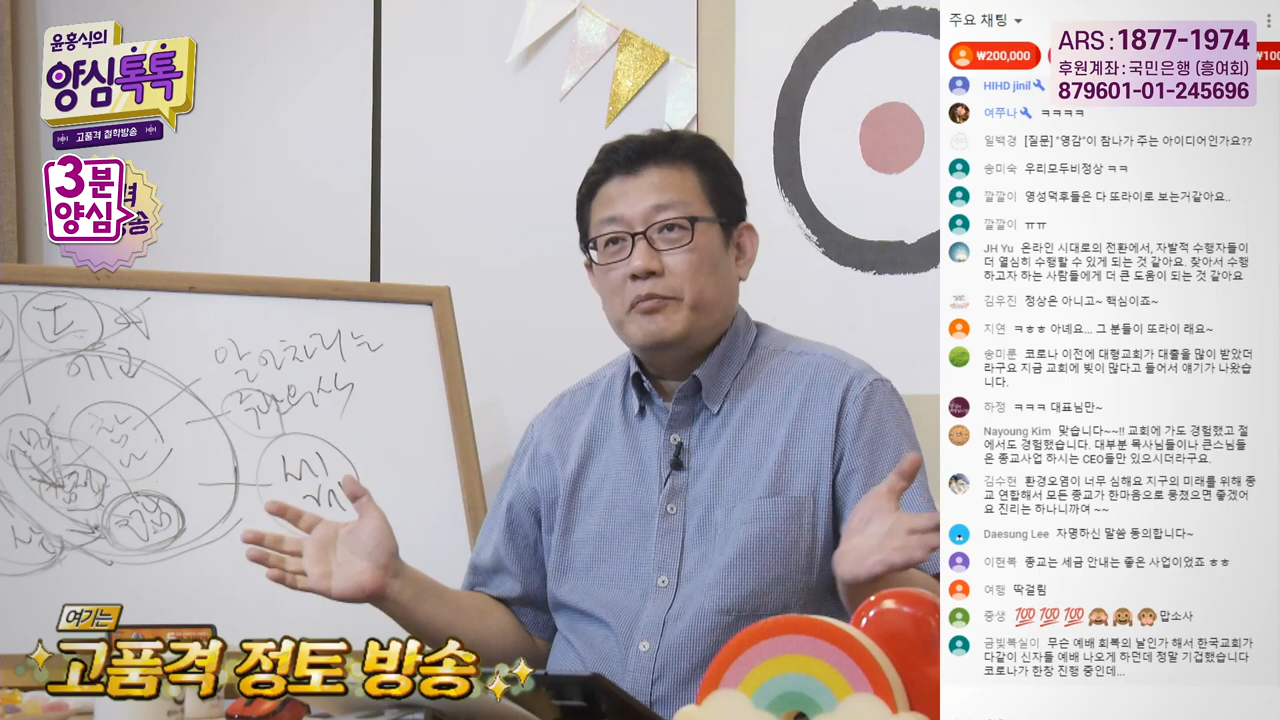 윤홍식의
양심톡톡
고품격 철학방송
3분
양심
에고
알아차리는
순수의식
여기는
고품격 정토 방송
주요 채팅
₩200,000
ARS : 1877-1974
후원계좌 : 국민은행 (흥여회)
879601-01-245696
HIHD jinil
여쭈나 ㅋㅋㅋㅋ
일백경 [질문] "영감"이 참나가 주는 아이디어인가요??
송미숙 우리모두비정상 ㅋㅋ
깔깔이 영성덕후들은 다 또라이로 보는거같아요..
깔깔이 ㅠㅠ
JH Yu 온라인 시대로의 전환에서, 자발적 수행자들이
더 열심히 수행할 수 있게 되는 것 같아요. 찾아서 수행
하고자 하는 사람들에게 더 큰 도움이 되는 것 같아요
김우진 정상은 아니고~ 핵심이죠~
지연 ㅋㅎㅎ 아녜요... 그 분들이 또라이 래요~
송미룬 코로나 이전에 대형교회가 대출을 많이 받았더
라구요 지금 교회에 빚이 많다고 들어서 얘기가 나왔습
니다.
하정 ㅋㅋㅋ 대표님만~
Nayoung Kim 맞습니다~~!! 교회에 가도 경험했고 절
에서도 경험했습니다. 대부분 목사님들이나 큰스님들
은 종교사업 하시는 CEO들만 있으시더라구요.
김수현 환경오염이 너무 심해요 지구의 미래를 위해 종
교 연합해서 모든 종교가 한마음으로 뭉쳤으면 좋겠어
요 진리는 하나니까여 ~~
Daesung Lee 자명하신 말씀 동의합니다~
이현복 종교는 세금 안내는 좋은 사업이었죠 ㅎㅎ
여행 딱걸림
중생 💯💯💯🙈🙉🙊맙소사
금빛복실이 무슨 예배 회복의 날인가 해서 한국교회가
다같이 신자들 예배 나오게 하던데 정말 기겁했습니다
코로나가 한창 진행 중인데...